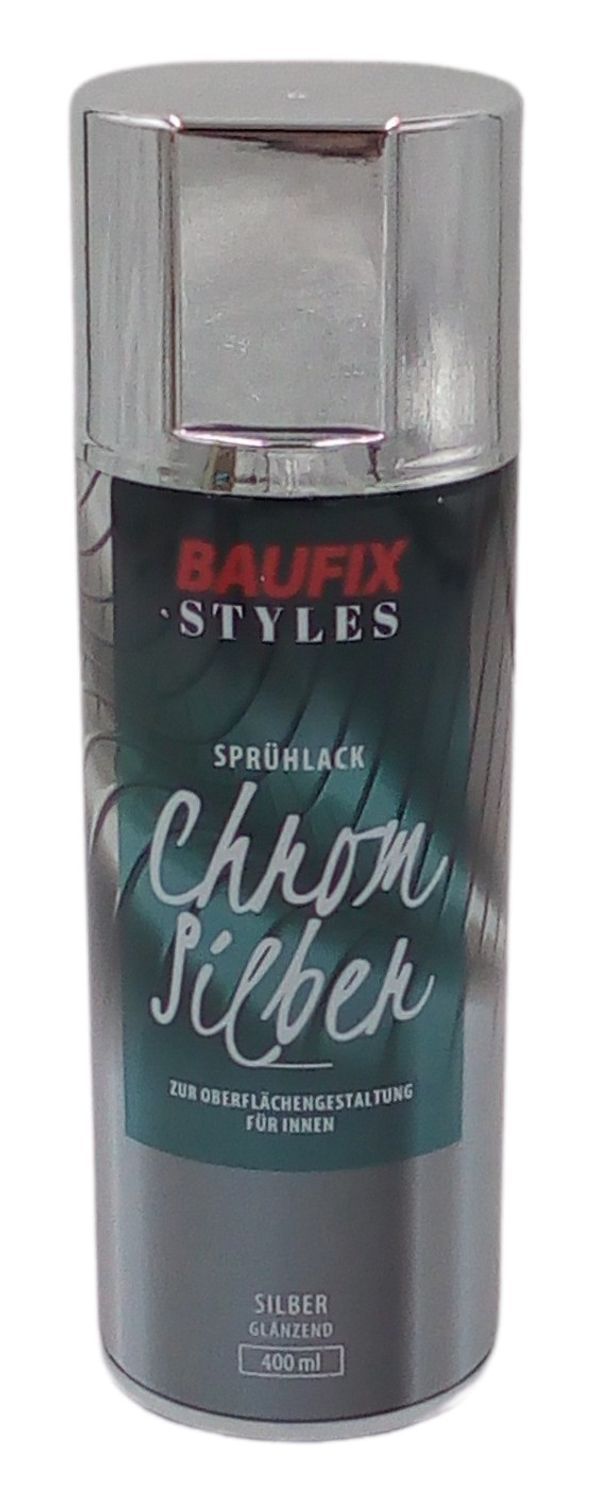 BAUFIX
STYLES
SPRÜHLACK
Chrom
Silber
ZUR OBERFLÄCHENGESTALTUNG
FÜR INNEN
SILBER
GLÄNZEND
400 ml